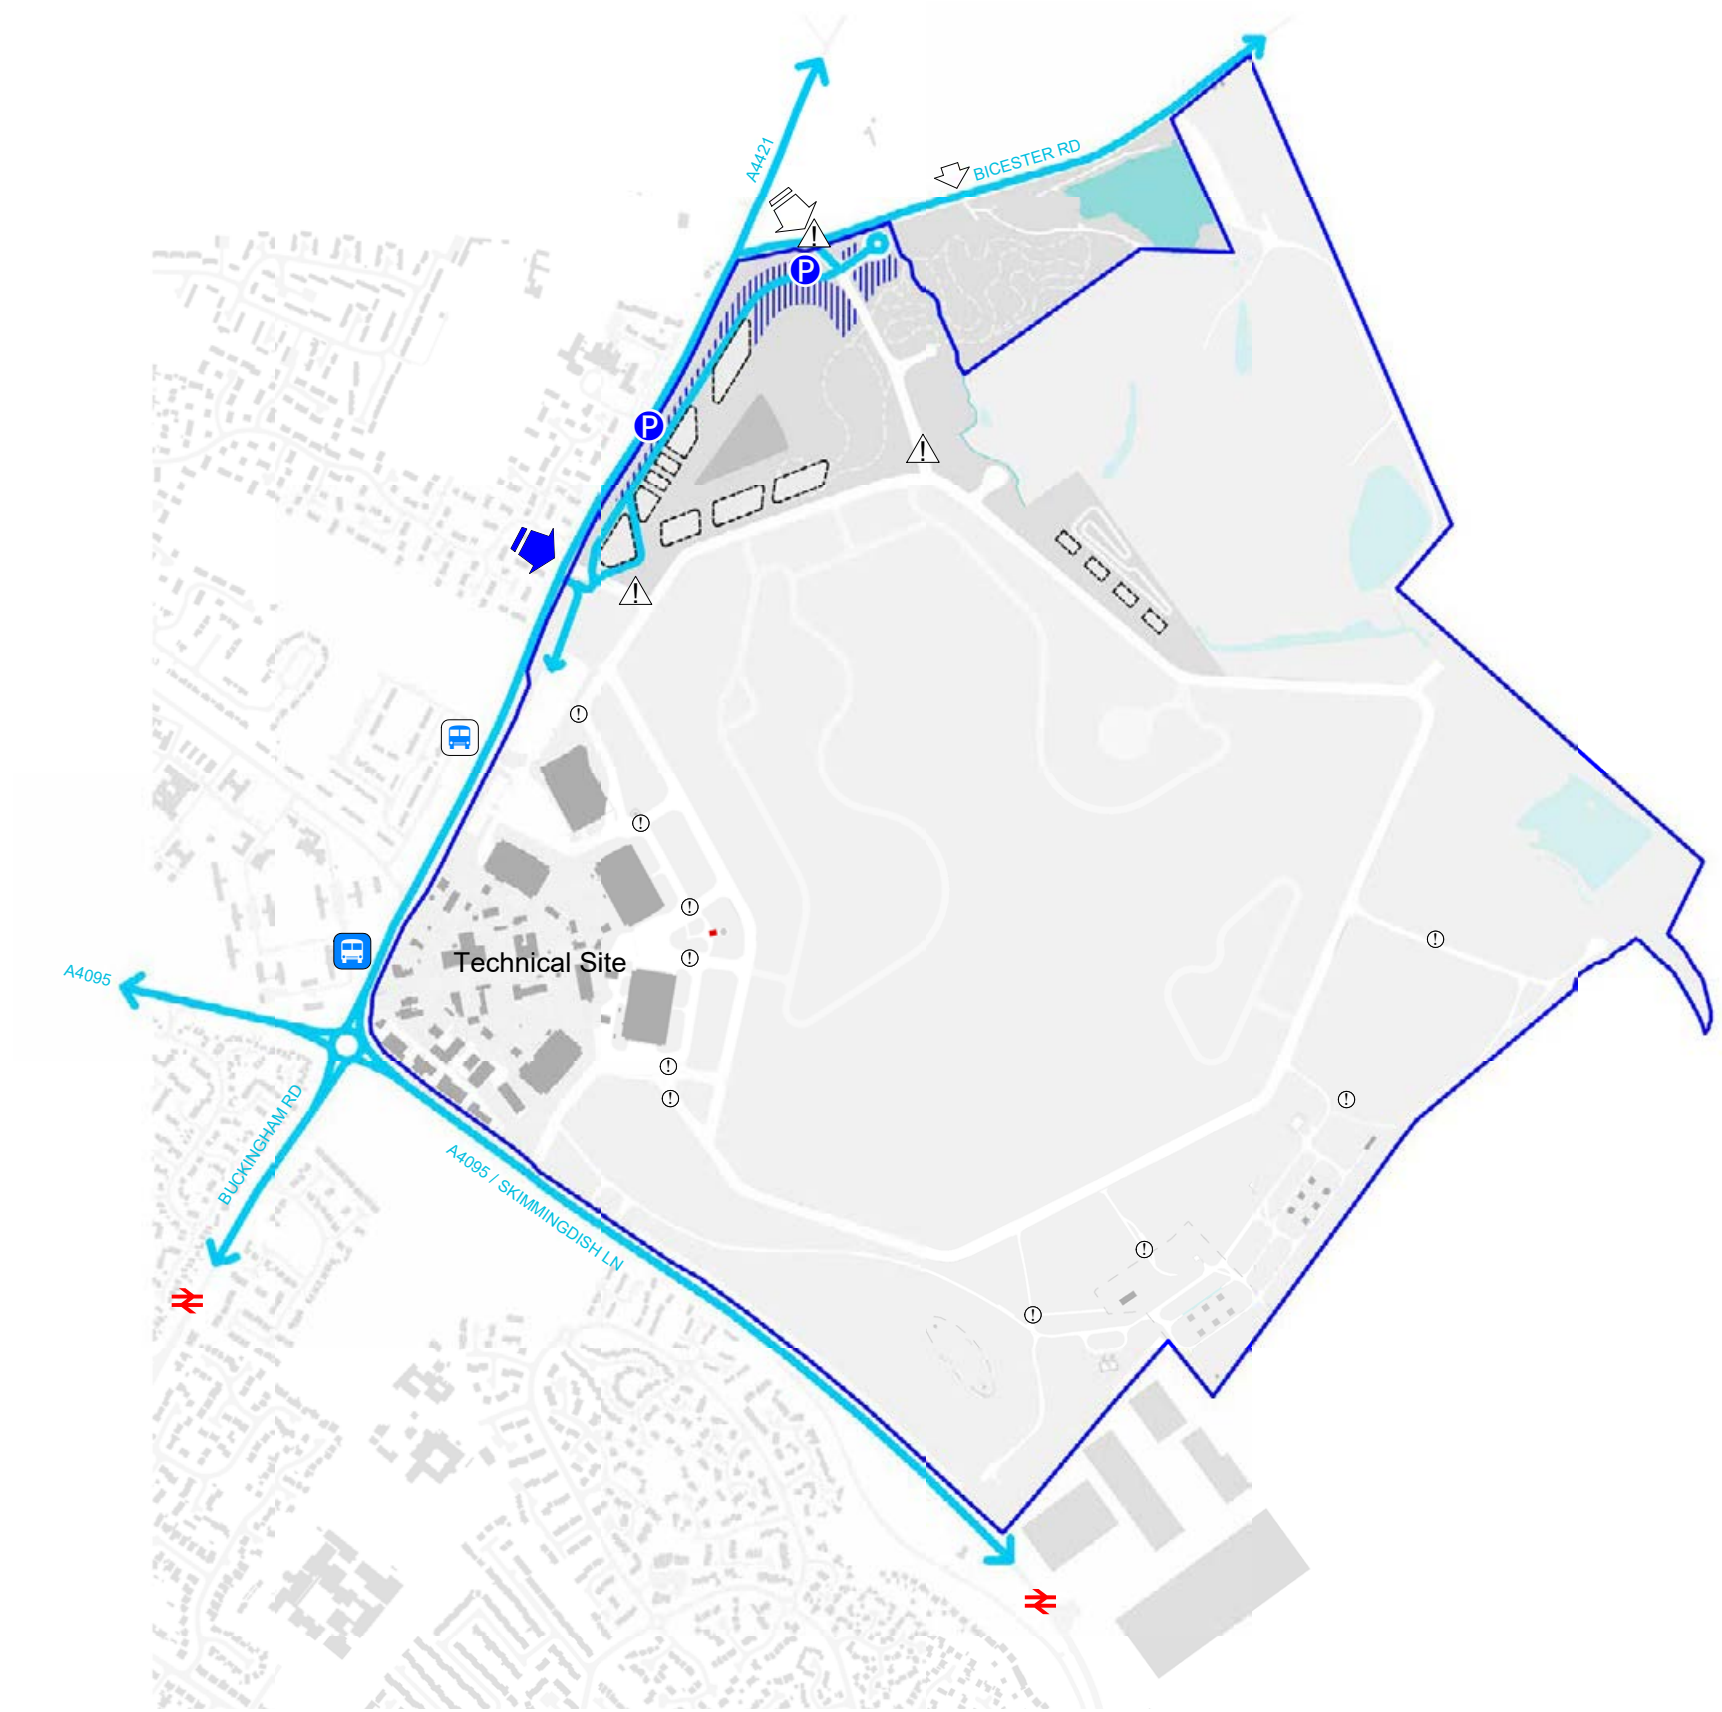 A4421
BICESTER RD
P
P
Technical Site
A4095
BUCKINGHAM RD
A4095 / SKIMMINGDISH LN